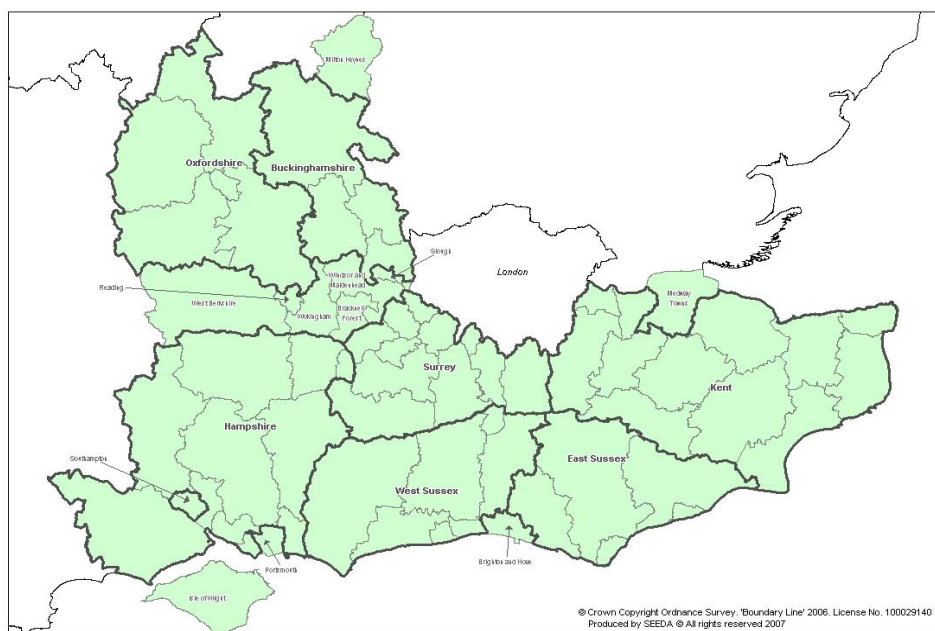 Milton Keynes
Oxfordshire
Buckinghamshire
Slough
London
Windsor and
Maidenhead
Reading
West Berkshire
Wokingham
Bracknell
Forest
Medway
Towns
Surrey
Kent
Hampshire
Southampton
East Sussex
West Sussex
Brighton and Hove
Portsmouth
Isle of Wight
© Crown Copyright Ordnance Survey. 'Boundary Line' 2006. License No. 100029140
Produced by SEEDA © All rights reserved 2007